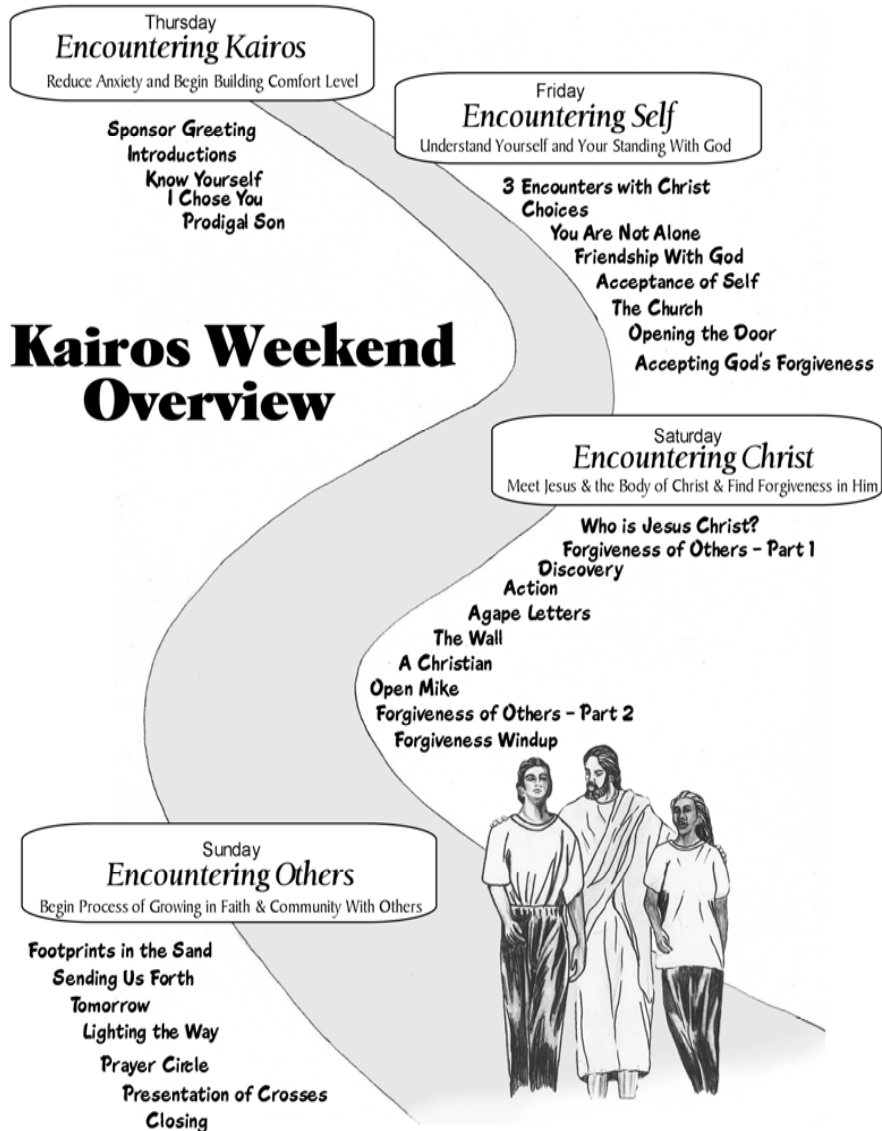 Thursday
Encountering Kairos
Reduce Anxiety and Begin Building Comfort Level
Sponsor Greeting
Introductions
Know Yourself
I Chose You
Prodigal Son
Friday
Encountering Self
Understand Yourself and Your Standing With God
3 Encounters with Christ
Choices
You Are Not Alone
Friendship With God
Acceptance of Self
The Church
Opening the Door
Accepting God's Forgiveness
Kairos Weekend
Overview
Saturday
Encountering Christ
Meet Jesus & the Body of Christ & Find Forgiveness in Him
Who is Jesus Christ?
Forgiveness of Others - Part 1
Discovery
Action
Agape Letters
The Wall
A Christian
Open Mike
Forgiveness of Others - Part 2
Forgiveness Windup
Sunday
Encountering Others
Begin Process of Growing in Faith & Community With Others
Footprints in the Sand
Sending Us Forth
Tomorrow
Lighting the Way
Prayer Circle
Presentation of Crosses
Closing